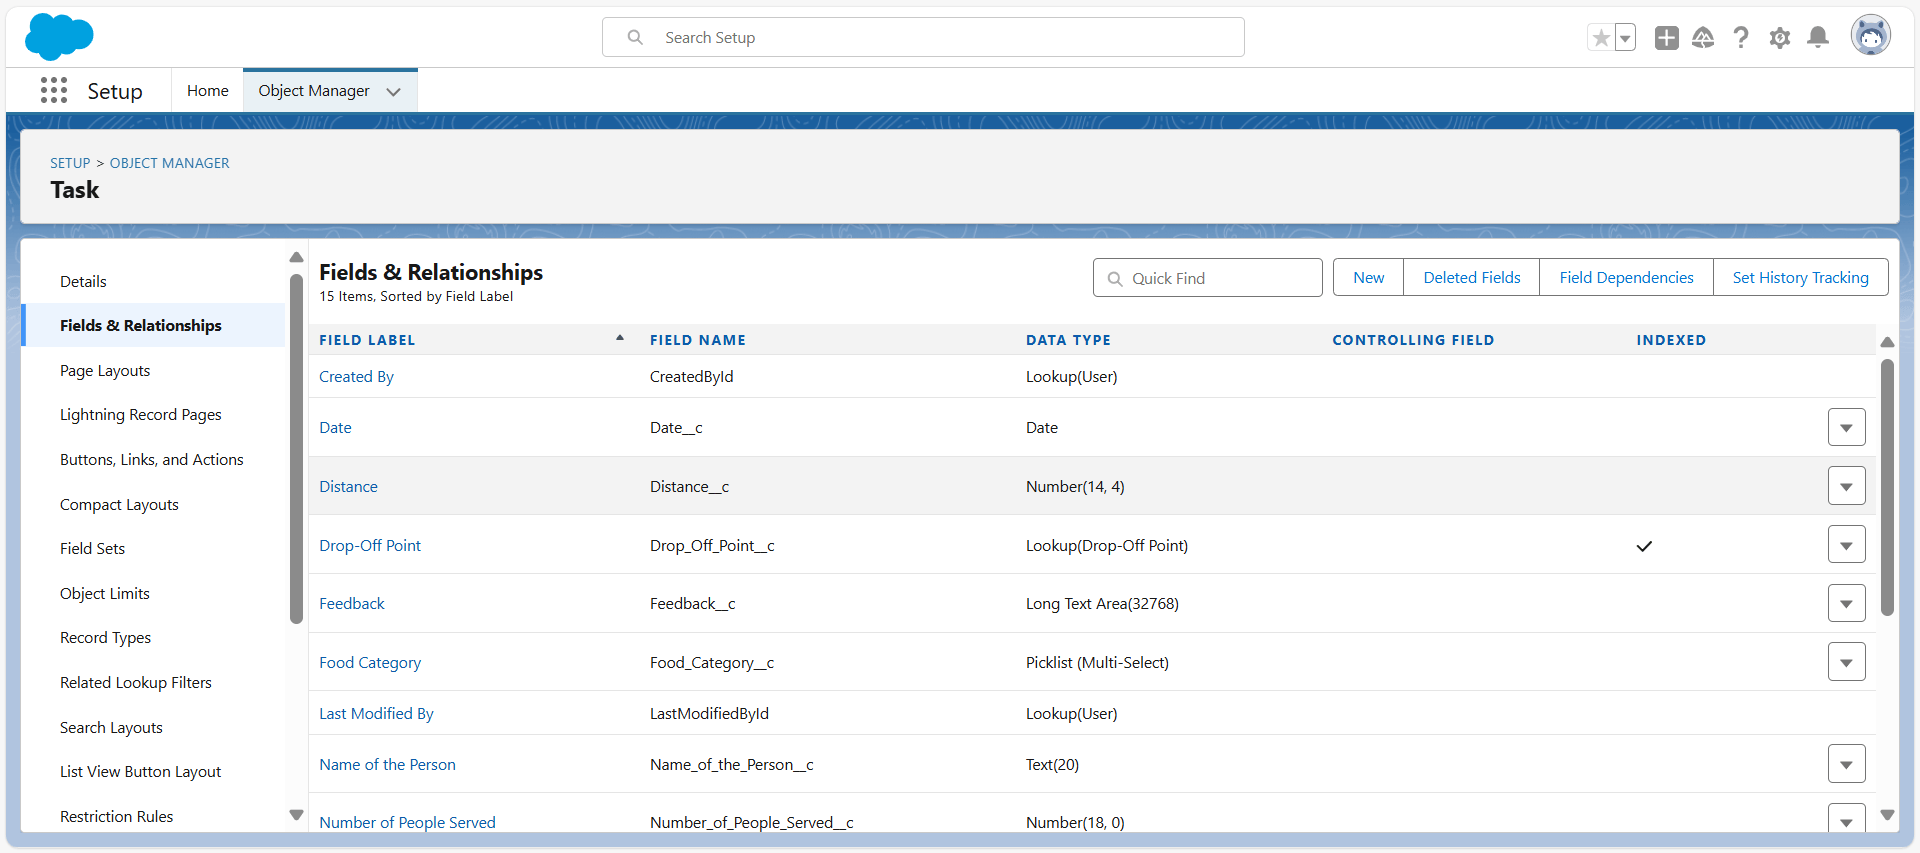 Search Setup
Setup
Home
Object Manager
SETUP > OBJECT MANAGER
Task
Details
Fields & Relationships
Page Layouts
Lightning Record Pages
Buttons, Links, and Actions
Compact Layouts
Field Sets
Object Limits
Record Types
Related Lookup Filters
Search Layouts
List View Button Layout
Restriction Rules
Fields & Relationships
15 Items, Sorted by Field Label
Quick Find
New
Deleted Fields
Field Dependencies
Set History Tracking
FIELD LABEL FIELD NAME DATA TYPE CONTROLLING FIELD INDEXED
Created By CreatedById Lookup(User)
Date Date__c Date
Distance Distance__c Number(14, 4)
Drop-Off Point Drop_Off_Point__c Lookup(Drop-Off Point)
Feedback Feedback__c Long Text Area(32768)
Food Category Food_Category__c Picklist (Multi-Select)
Last Modified By LastModifiedById Lookup(User)
Name of the Person Name_of_the_Person__c Text(20)
Number of People Served Number_of_People_Served__c Number(18, 0)